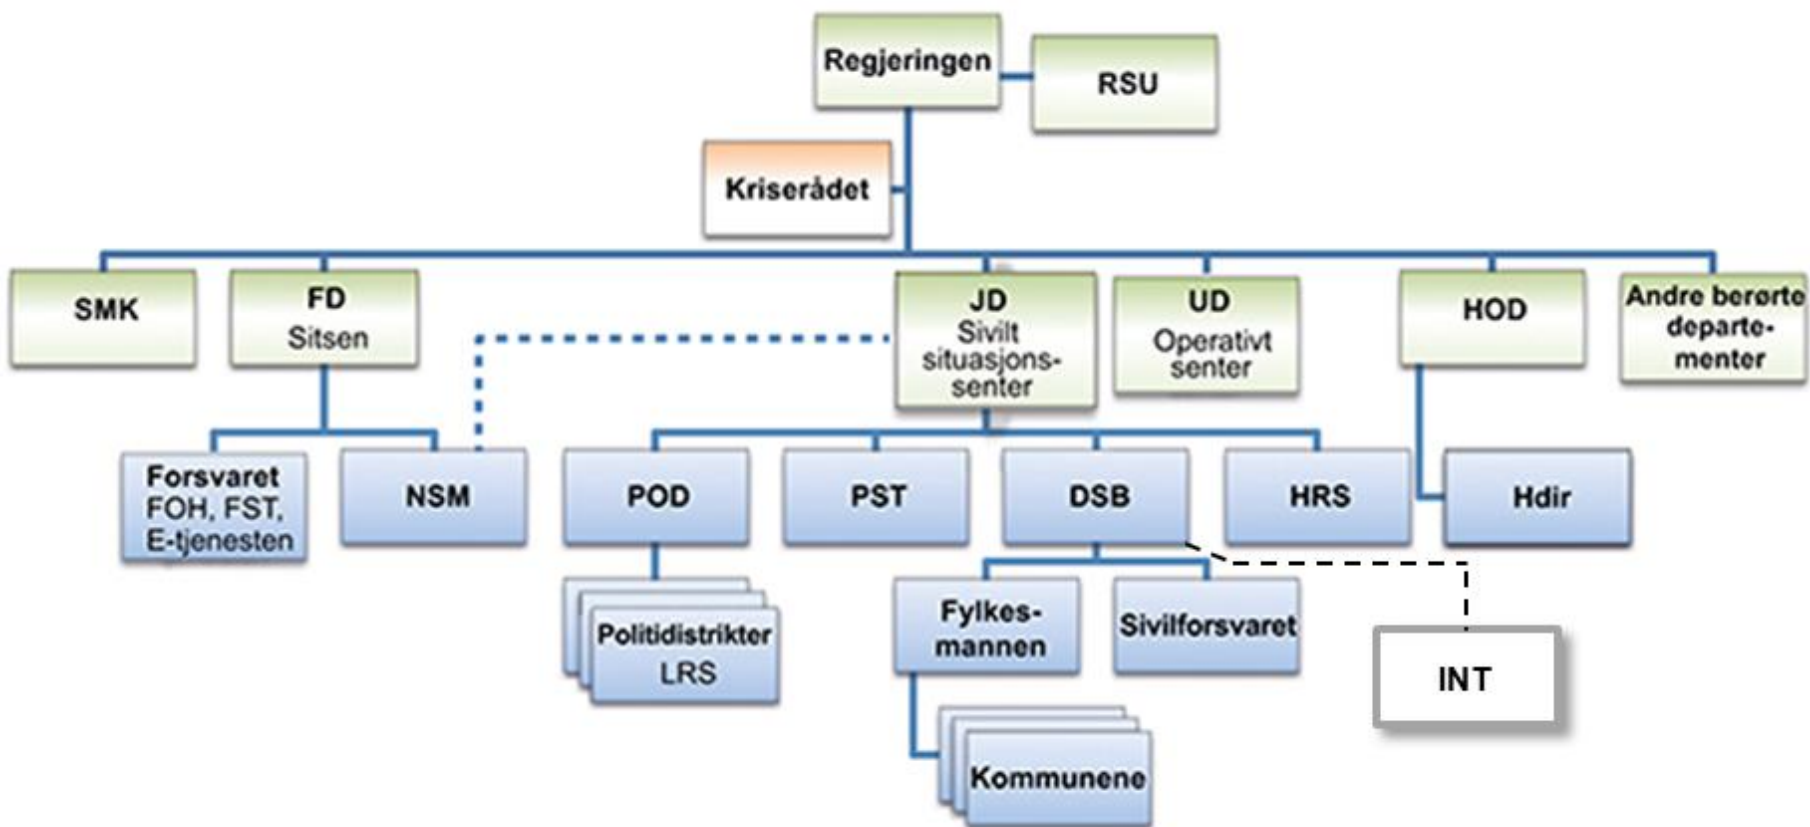 Regjeringen
RSU
Kriserådet
SMK
FD
Sitsen
JD
Sivilt
situasjons-
senter
UD
Operativt
senter
HOD
Andre berørte
departe-
menter
Forsvaret
FOH, FST,
E-tjenesten
NSM
POD
PST
DSB
HRS
Hdir
Politidistrikter
LRS
Fylkes-
mannen
Sivilforsvaret
INT
Kommunene